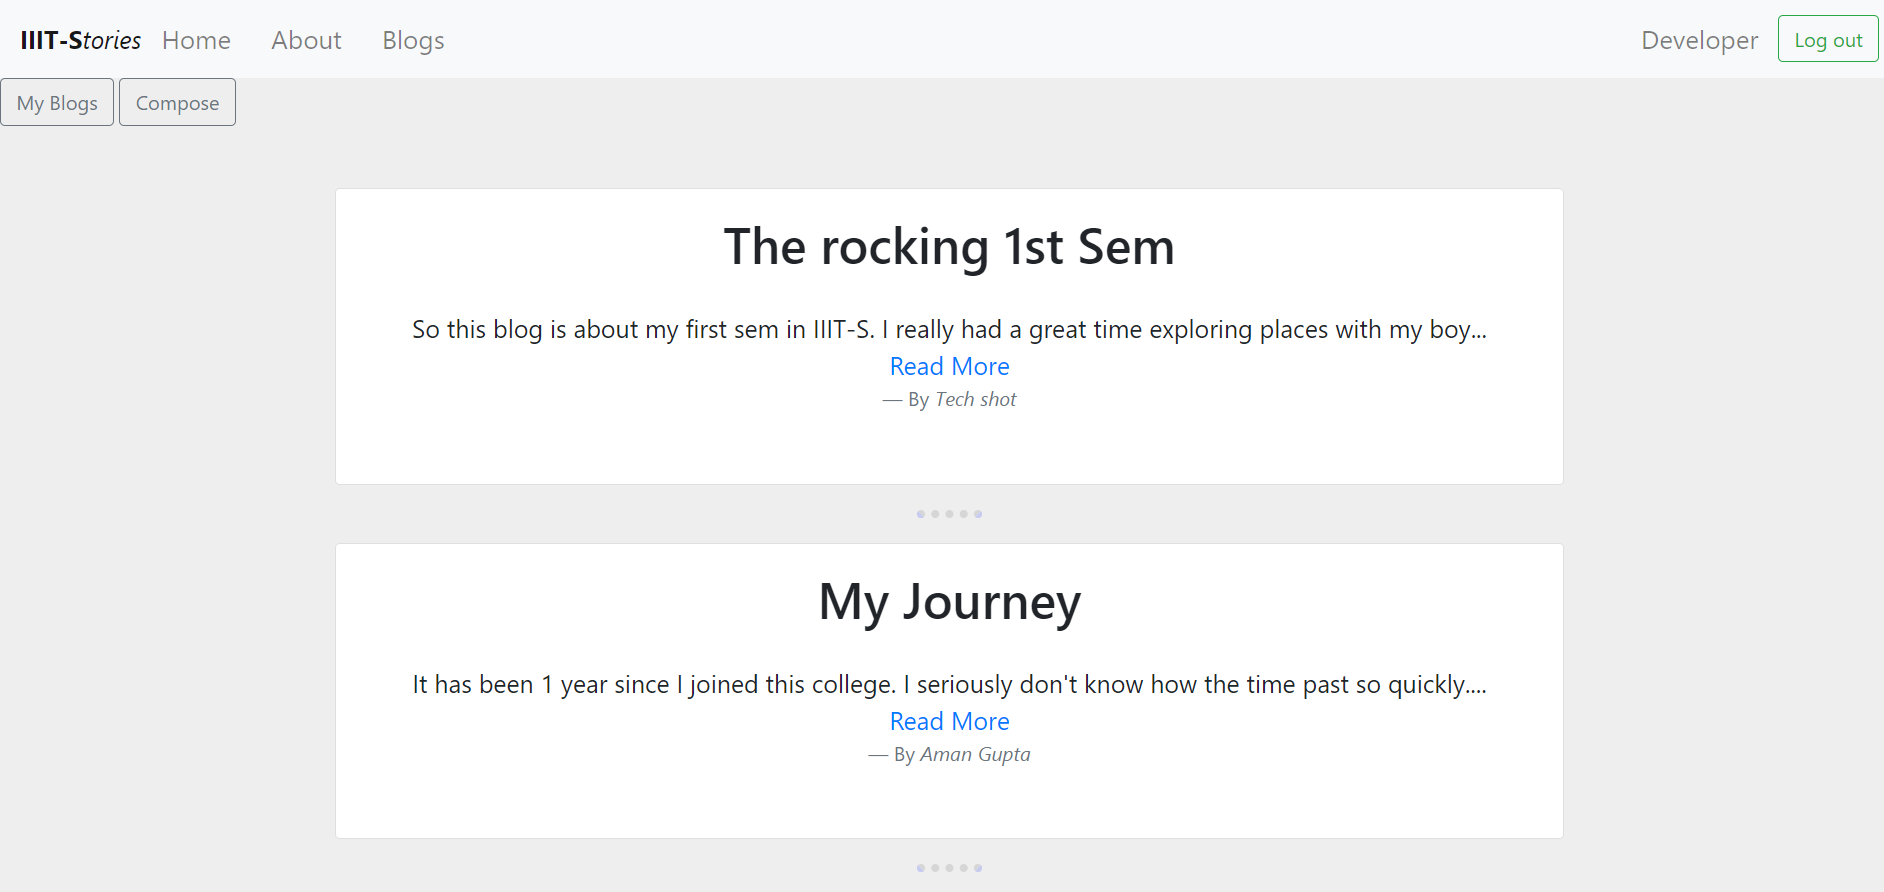 IIIT-Stories Home About Blogs Developer Log out
My Blogs Compose
The rocking 1st Sem
So this blog is about my first sem in IIIT-S. I really had a great time exploring places with my boy...
Read More
— By Tech shot
My Journey
It has been 1 year since I joined this college. I seriously don't know how the time past so quickly....
Read More
— By Aman Gupta